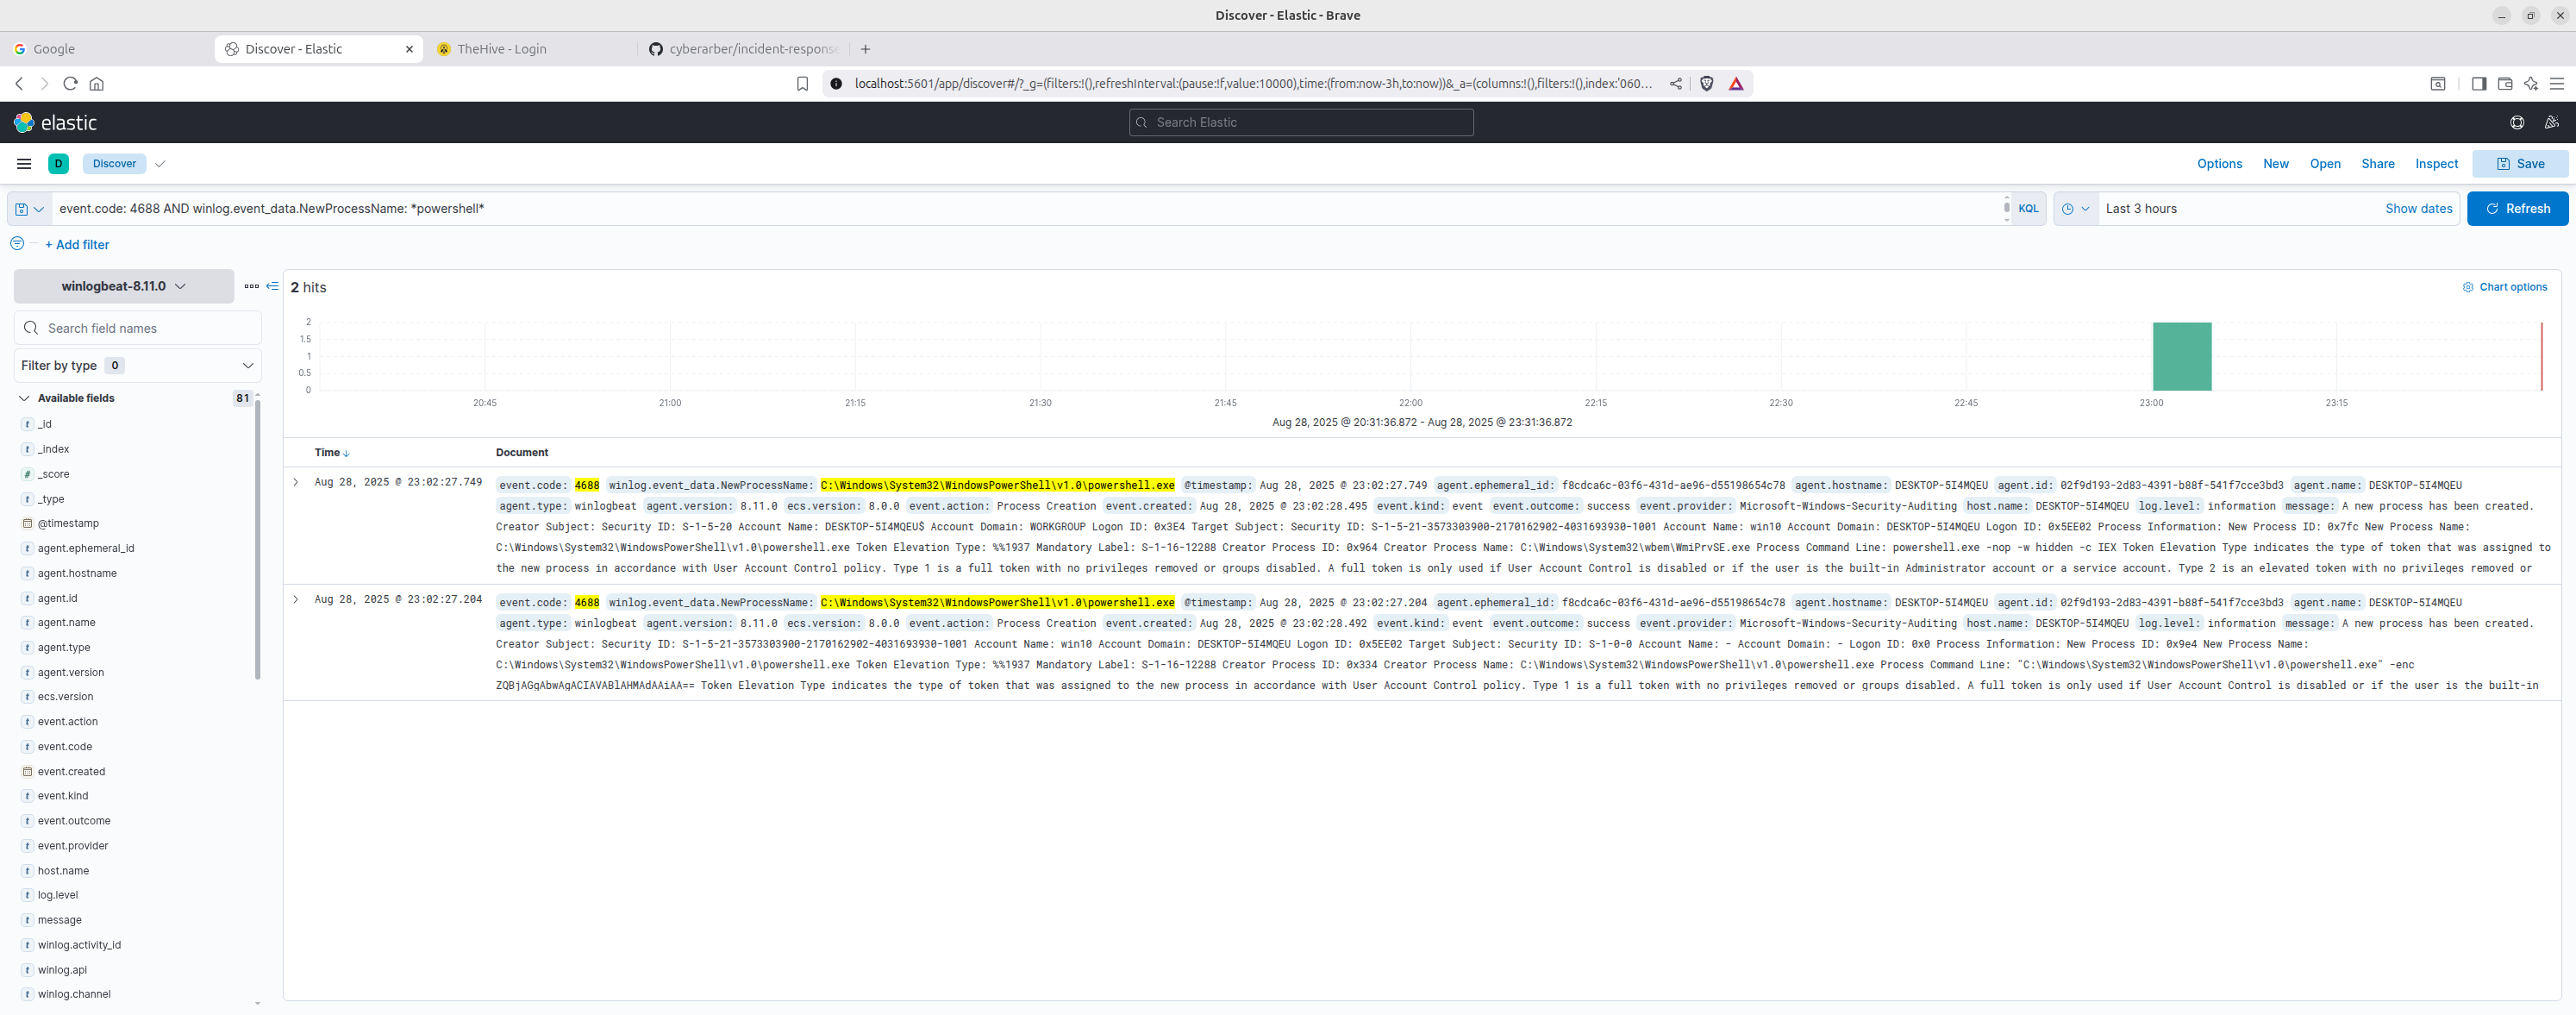 Discover - Elastic - Brave
Google
Discover - Elastic
TheHive - Login
cyberarber/incident-response
localhost:5601/app/discover#/?_g=(filters:!(),refreshInterval:(pause:!f,value:10000),time:(from:now-3h,to:now))&_a=(columns:!(),filters:!(),index:'060...
elastic
Search Elastic
D
Discover
Options
New
Open
Share
Inspect
Save
event.code: 4688 AND winlog.event_data.NewProcessName: *powershell*
KQL
Last 3 hours
Show dates
Refresh
+ Add filter
winlogbeat-8.11.0
Search field names
Filter by type 0
Available fields 81
t _id
t _index
# _score
t _type
@timestamp
t agent.ephemeral_id
t agent.hostname
t agent.id
t agent.name
t agent.type
t agent.version
t ecs.version
t event.action
t event.code
event.created
t event.kind
t event.outcome
t event.provider
t host.name
t log.level
t message
t winlog.activity_id
t winlog.api
t winlog.channel
2 hits
Chart options
2
1.5
1
0.5
0
20:45 21:00 21:15 21:30 21:45 22:00 22:15 22:30 22:45 23:00 23:15
Aug 28, 2025 @ 20:31:36.872 - Aug 28, 2025 @ 23:31:36.872
Time Document
Aug 28, 2025 @ 23:02:27.749
event.code: 4688 winlog.event_data.NewProcessName: C:\Windows\System32\WindowsPowerShell\v1.0\powershell.exe @timestamp: Aug 28, 2025 @ 23:02:27.749 agent.ephemeral_id: f8cdca6c-03f6-431d-ae96-d55198654c78 agent.hostname: DESKTOP-5I4MQEU agent.id: 02f9d193-2d83-4391-b88f-541f7cce3bd3 agent.name: DESKTOP-5I4MQEU
agent.type: winlogbeat agent.version: 8.11.0 ecs.version: 8.0.0 event.action: Process Creation event.created: Aug 28, 2025 @ 23:02:28.495 event.kind: event event.outcome: success event.provider: Microsoft-Windows-Security-Auditing host.name: DESKTOP-5I4MQEU log.level: information message: A new process has been created.
Creator Subject: Security ID: S-1-5-20 Account Name: DESKTOP-5I4MQEU$ Account Domain: WORKGROUP Logon ID: 0x3E4 Target Subject: Security ID: S-1-5-21-3573303900-2170162902-4031693930-1001 Account Name: win10 Account Domain: DESKTOP-5I4MQEU Logon ID: 0x5EE02 Process Information: New Process ID: 0x7fc New Process Name:
C:\Windows\System32\WindowsPowerShell\v1.0\powershell.exe Token Elevation Type: %%1937 Mandatory Label: S-1-16-12288 Creator Process ID: 0x964 Creator Process Name: C:\Windows\System32\wbem\WmiPrvSE.exe Process Command Line: powershell.exe -nop -w hidden -c IEX Token Elevation Type indicates the type of token that was assigned to
the new process in accordance with User Account Control policy. Type 1 is a full token with no privileges removed or groups disabled. A full token is only used if User Account Control is disabled or if the user is the built-in Administrator account or a service account. Type 2 is an elevated token with no privileges removed or
Aug 28, 2025 @ 23:02:27.204
event.code: 4688 winlog.event_data.NewProcessName: C:\Windows\System32\WindowsPowerShell\v1.0\powershell.exe @timestamp: Aug 28, 2025 @ 23:02:27.204 agent.ephemeral_id: f8cdca6c-03f6-431d-ae96-d55198654c78 agent.hostname: DESKTOP-5I4MQEU agent.id: 02f9d193-2d83-4391-b88f-541f7cce3bd3 agent.name: DESKTOP-5I4MQEU
agent.type: winlogbeat agent.version: 8.11.0 ecs.version: 8.0.0 event.action: Process Creation event.created: Aug 28, 2025 @ 23:02:28.492 event.kind: event event.outcome: success event.provider: Microsoft-Windows-Security-Auditing host.name: DESKTOP-5I4MQEU log.level: information message: A new process has been created.
Creator Subject: Security ID: S-1-5-21-3573303900-2170162902-4031693930-1001 Account Name: win10 Account Domain: DESKTOP-5I4MQEU Logon ID: 0x5EE02 Target Subject: Security ID: S-1-0-0 Account Name: - Account Domain: - Logon ID: 0x0 Process Information: New Process ID: 0x9e4 New Process Name:
C:\Windows\System32\WindowsPowerShell\v1.0\powershell.exe Token Elevation Type: %%1937 Mandatory Label: S-1-16-12288 Creator Process ID: 0x334 Creator Process Name: C:\Windows\System32\WindowsPowerShell\v1.0\powershell.exe Process Command Line: "C:\Windows\System32\WindowsPowerShell\v1.0\powershell.exe" -enc
ZQBjAGgAbwAgACIAVABlAHMAdAAiAA== Token Elevation Type indicates the type of token that was assigned to the new process in accordance with User Account Control policy. Type 1 is a full token with no privileges removed or groups disabled. A full token is only used if User Account Control is disabled or if the user is the built-in